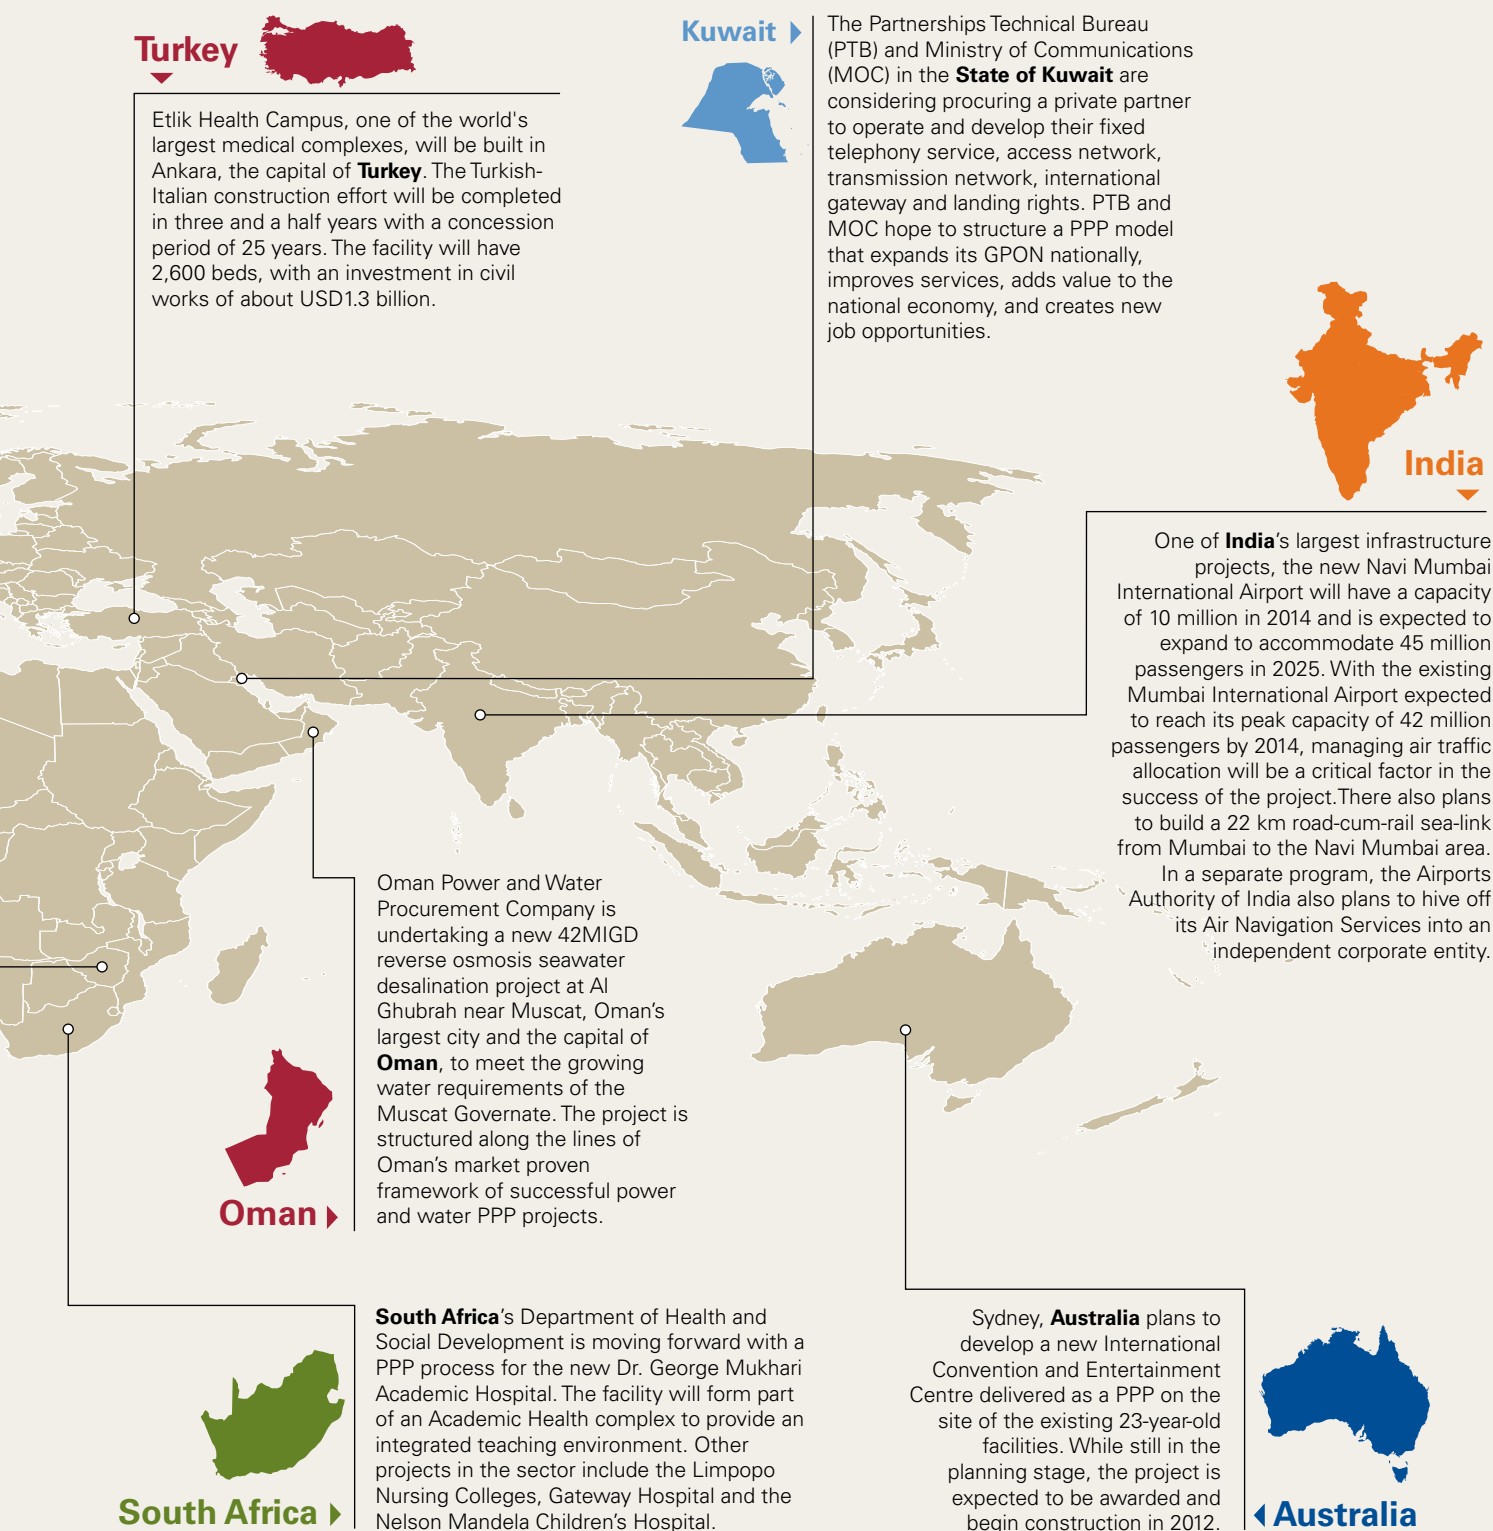 Turkey
Etlik Health Campus, one of the world's
largest medical complexes, will be built in
Ankara, the capital of Turkey. The Turkish-
Italian construction effort will be completed
in three and a half years with a concession
period of 25 years. The facility will have
2,600 beds, with an investment in civil
works of about USD1.3 billion.
Kuwait
The Partnerships Technical Bureau
(PTB) and Ministry of Communications
(MOC) in the State of Kuwait are
considering procuring a private partner
to operate and develop their fixed
telephony service, access network,
transmission network, international
gateway and landing rights. PTB and
MOC hope to structure a PPP model
that expands its GPON nationally,
improves services, adds value to the
national economy, and creates new
job opportunities.
India
One of India's largest infrastructure
projects, the new Navi Mumbai
International Airport will have a capacity
of 10 million in 2014 and is expected to
expand to accommodate 45 million
passengers in 2025. With the existing
Mumbai International Airport expected
to reach its peak capacity of 42 million
passengers by 2014, managing air traffic
allocation will be a critical factor in the
success of the project.There also plans
to build a 22 km road-cum-rail sea-link
from Mumbai to the Navi Mumbai area.
In a separate program, the Airports
Authority of India also plans to hive off
its Air Navigation Services into an
independent corporate entity.
Oman Power and Water
Procurement Company is
undertaking a new 42MIGD
reverse osmosis seawater
desalination project at Al
Ghubrah near Muscat, Oman's
largest city and the capital of
Oman, to meet the growing
water requirements of the
Muscat Governate. The project is
structured along the lines of
Oman's market proven
framework of successful power
and water PPP projects.
Oman
South Africa's Department of Health and
Social Development is moving forward with a
PPP process for the new Dr. George Mukhari
Academic Hospital. The facility will form part
of an Academic Health complex to provide an
integrated teaching environment. Other
projects in the sector include the Limpopo
Nursing Colleges, Gateway Hospital and the
Nelson Mandela Children's Hospital.
South Africa
Sydney, Australia plans to
develop a new International
Convention and Entertainment
Centre delivered as a PPP on the
site of the existing 23-year-old
facilities. While still in the
planning stage, the project is
expected to be awarded and
begin construction in 2012.
Australia